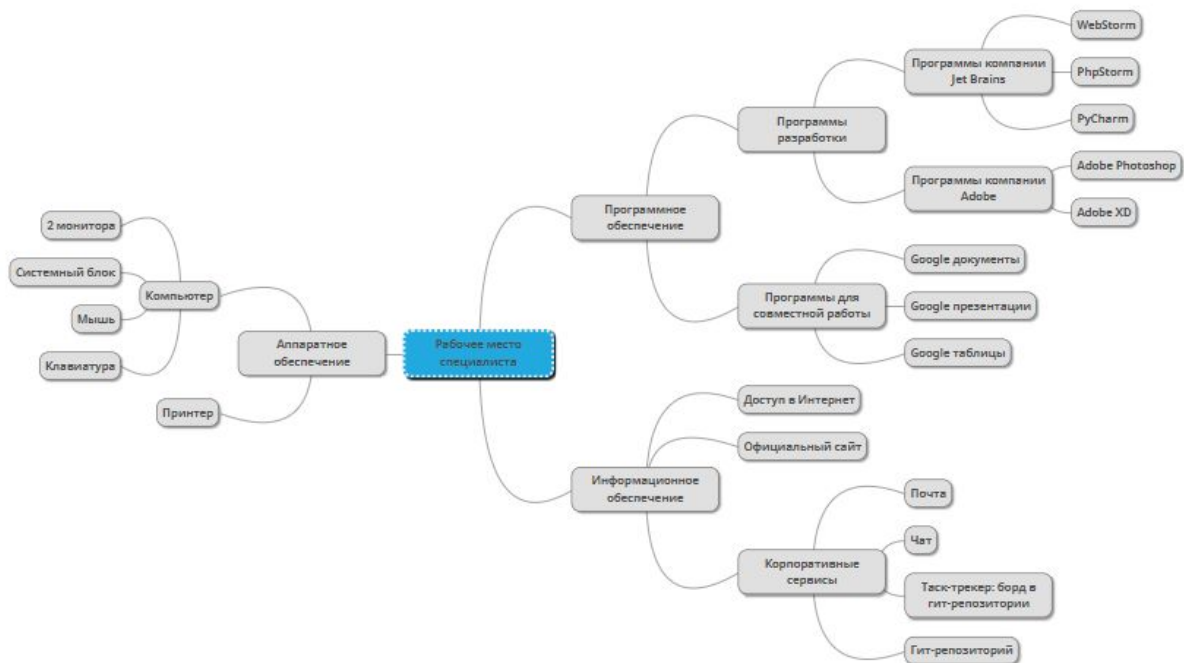 WebStorm
Программы компании
Jet Brains
PhpStorm
PyCharm
Программы
разработки
Adobe Photoshop
Программы компании
Adobe
Adobe XD
Программное
обеспечение
Google документы
Программы для
совместной работы
Google презентации
Google таблицы
2 монитора
Системный блок
Компьютер
Мышь
Клавиатура
Аппаратное
обеспечение
Принтер
Рабочее место
специалиста
Доступ в Интернет
Официальный сайт
Информационное
обеспечение
Почта
Чат
Корпоративные
сервисы
Таск-трекер: борд в
гит-репозитории
Гит-репозиторий